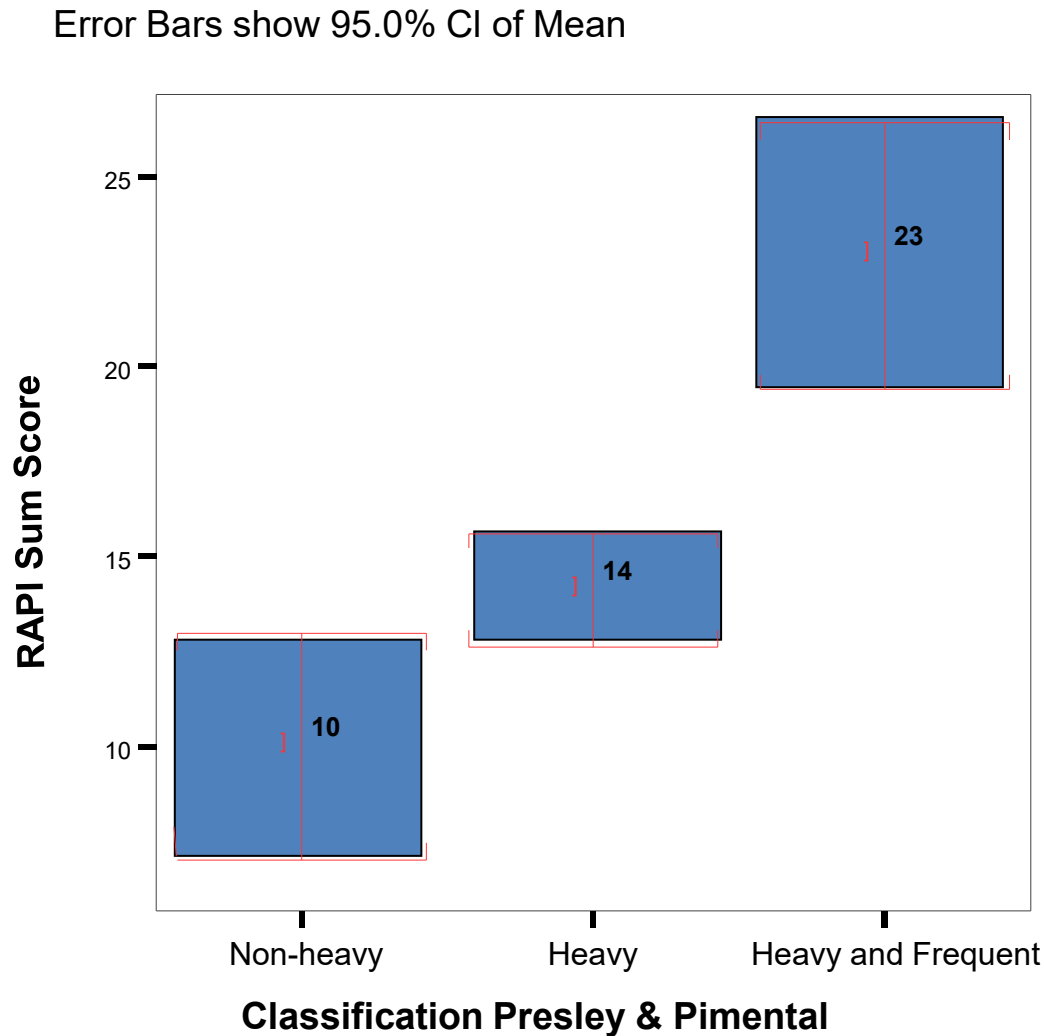 Error Bars show 95.0% CI of Mean
25
23
20
RAPI Sum Score
15
14
10
10
Non-heavy
Heavy
Heavy and Frequent
Classification Presley & Pimental